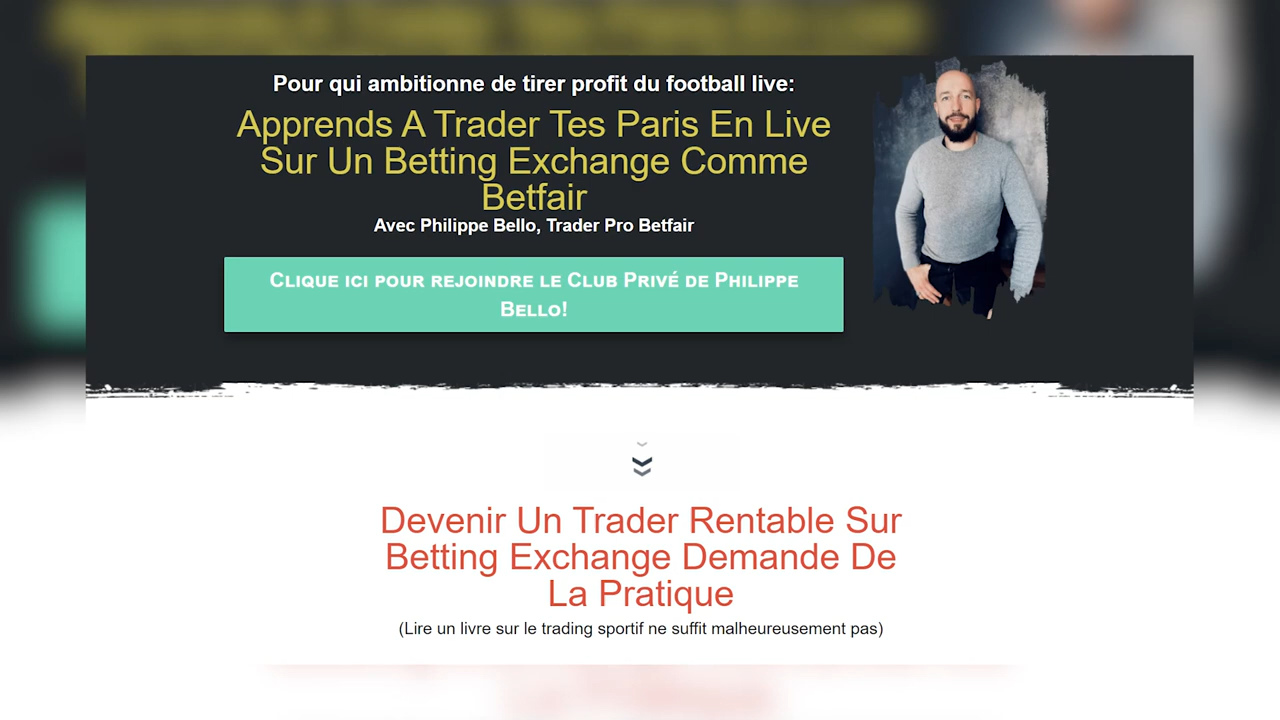 Pour qui ambitionne de tirer profit du football live:
Apprends A Trader Tes Paris En Live
Sur Un Betting Exchange Comme
Betfair
Avec Philippe Bello, Trader Pro Betfair
Clique ici pour rejoindre le Club Privé de Philippe
Bello!
Devenir Un Trader Rentable Sur
Betting Exchange Demande De
La Pratique
(Lire un livre sur le trading sportif ne suffit malheureusement pas)